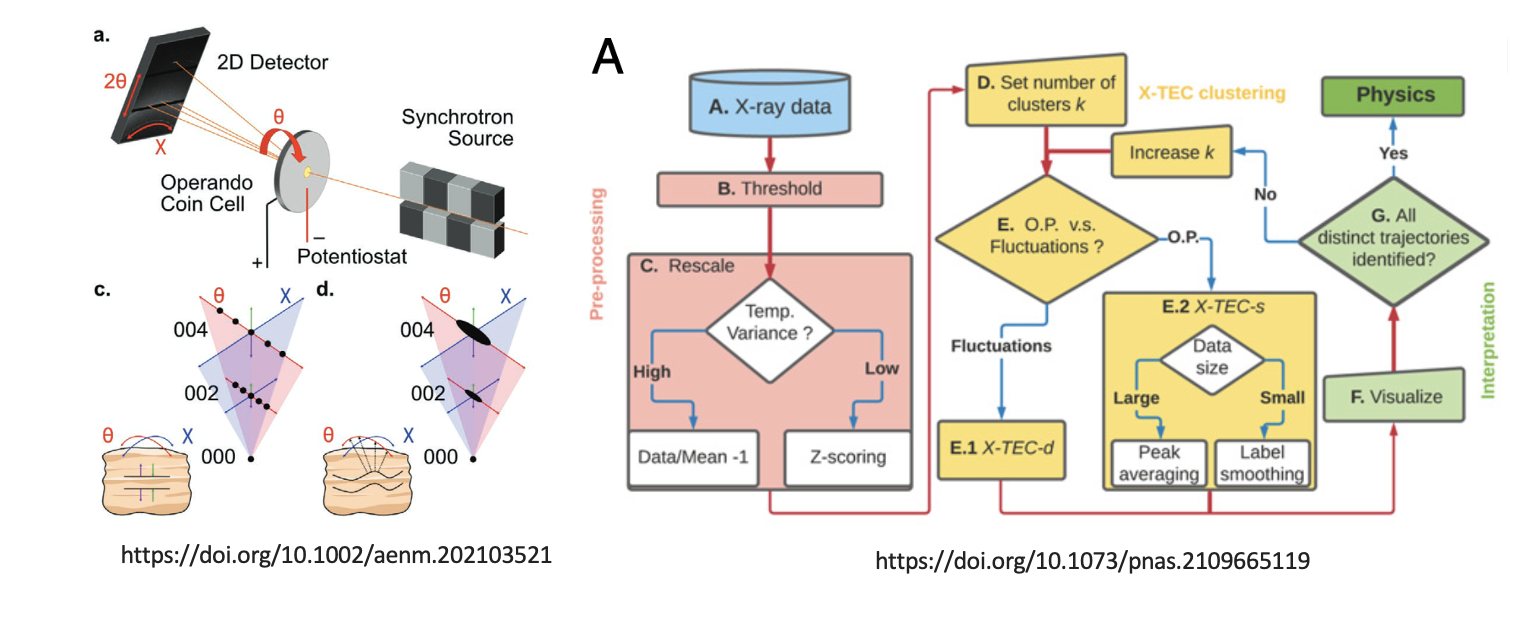 a.
2D Detector
2θ
χ
θ
Synchrotron
Source
Operando
Coin Cell
+
–
Potiostat
c.
θ
χ
004
002
000
θ
χ
d.
θ
χ
004
002
000
θ
χ
https://doi.org/10.1002/aenm.202103521
A
Pre-processing
A. X-ray data
B. Threshold
C. Rescale
Temp.
Variance ?
High
Low
Data/Mean -1
Z-scoring
D. Set number of
clusters k
X-TEC clustering
Increase k
E. O.P. v.s.
Fluctuations ?
O.P.
Fluctuations
E.1 X-TEC-d
E.2 X-TEC-s
Data
size
Large
Small
Peak
averaging
Label
smoothing
Physics
Yes
No
G. All
distinct trajectories
identified?
F. Visualize
Interpretation
https://doi.org/10.1073/pnas.2109665119